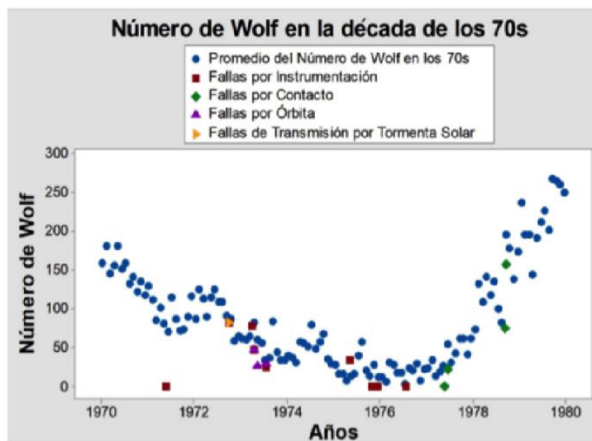 Número de Wolf en la década de los 70s
Promedio del Número de Wolf en los 70s
Fallas por Instrumentación
Fallas por Contacto
Fallas por Órbita
Fallas de Transmisión por Tormenta Solar
300
250
200
150
100
50
0
Número de Wolf
1970 1972 1974 1976 1978 1980
Años